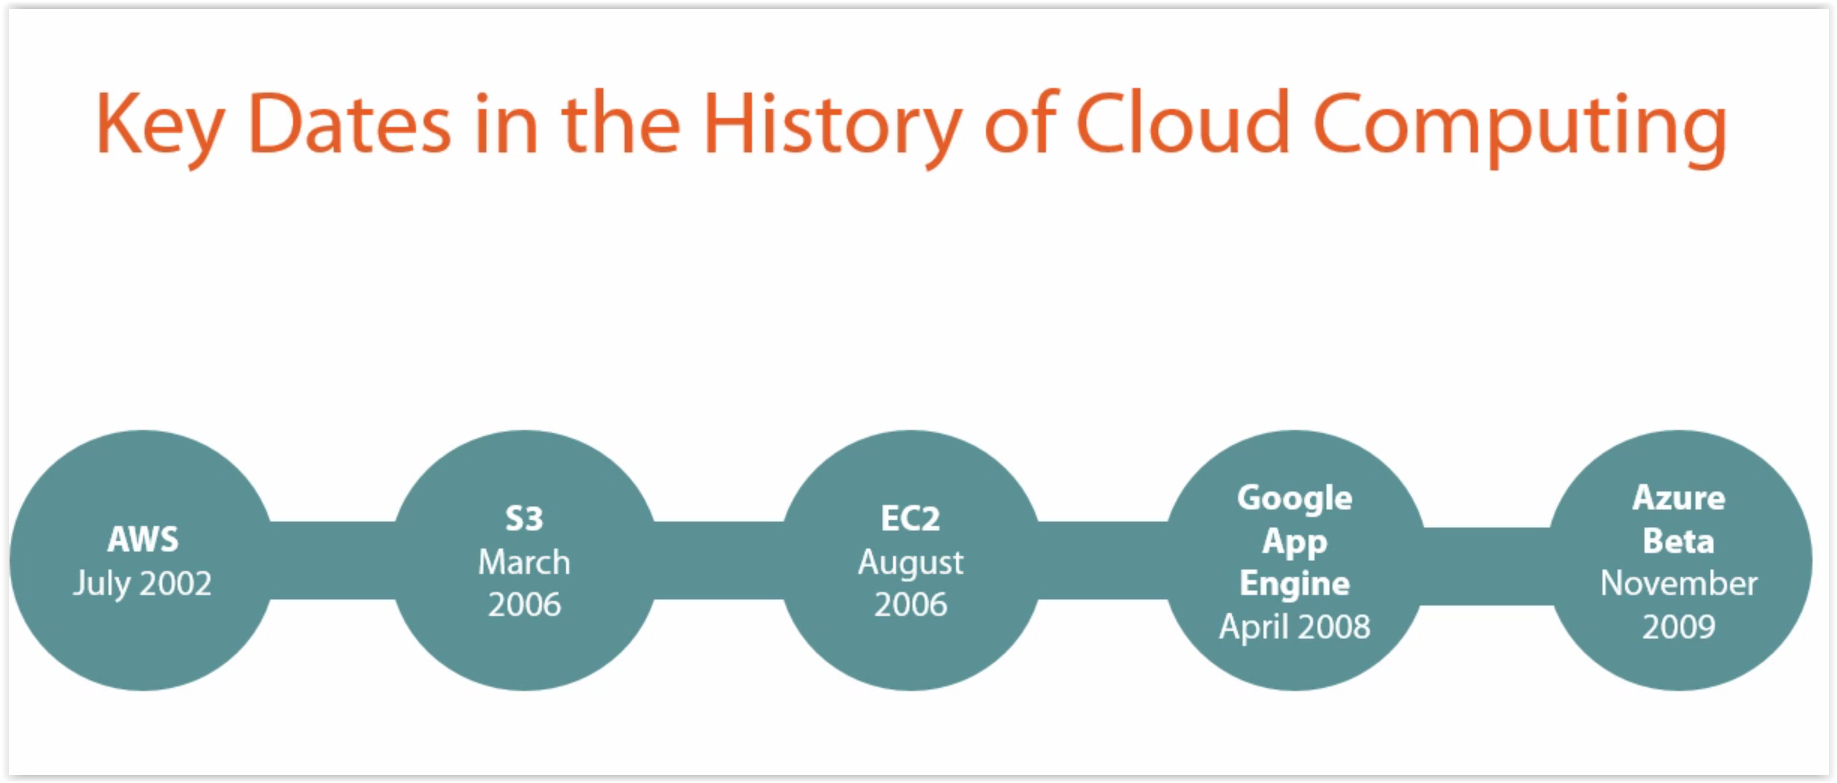 Key Dates in the History of Cloud Computing
AWS
July 2002
S3
March
2006
EC2
August
2006
Google
App
Engine
April 2008
Azure
Beta
November
2009